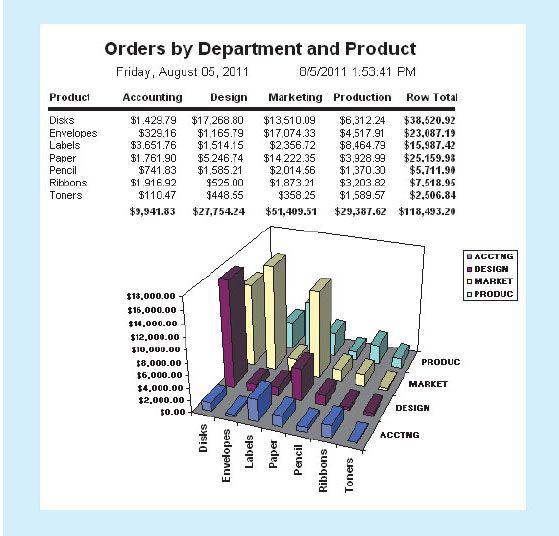 Orders by Department and Product
Friday, August 05, 2011 8/5/2011 1:53:41 PM
Product Accounting Design Marketing Production Row Total
Disks $1,429.79 $17,268.80 $13,510.09 $6,312.24 $38,520.92
Envelopes $329.16 $1,165.79 $17,074.33 $4,517.91 $23,087.19
Labels $3,651.76 $1,514.15 $2,356.72 $8,464.79 $15,987.42
Paper $1,761.90 $5,246.74 $14,222.35 $3,928.99 $25,159.98
Pencil $741.83 $1,585.21 $2,014.56 $1,370.30 $5,711.90
Ribbons $1,916.92 $525.00 $1,873.21 $3,203.82 $7,518.95
Toners $110.47 $448.55 $358.25 $1,589.57 $2,506.84
$9,941.83 $27,754.24 $51,409.51 $29,387.62 $118,493.20
ACCTNG
DESIGN
MARKET
PRODUC
$18,000.00
$16,000.00
$14,000.00
$12,000.00
$10,000.00
$8,000.00
$6,000.00
$4,000.00
$2,000.00
$0.00
PRODUC
MARKET
DESIGN
ACCTNG
Disks
Envelopes
Labels
Paper
Pencil
Ribbons
Toners